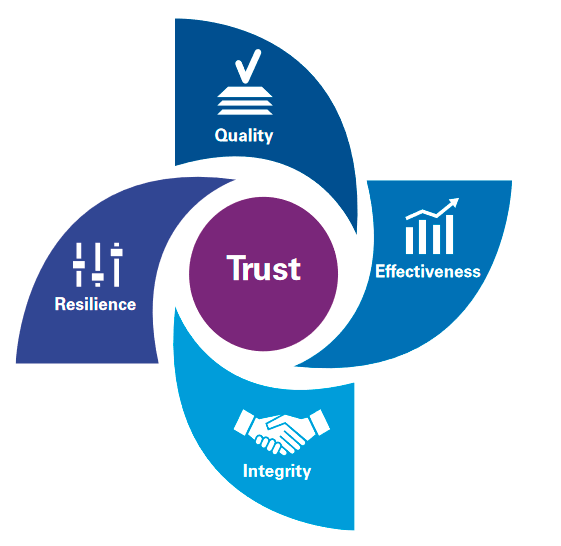 Quality
Effectiveness
Trust
Resilience
Integrity